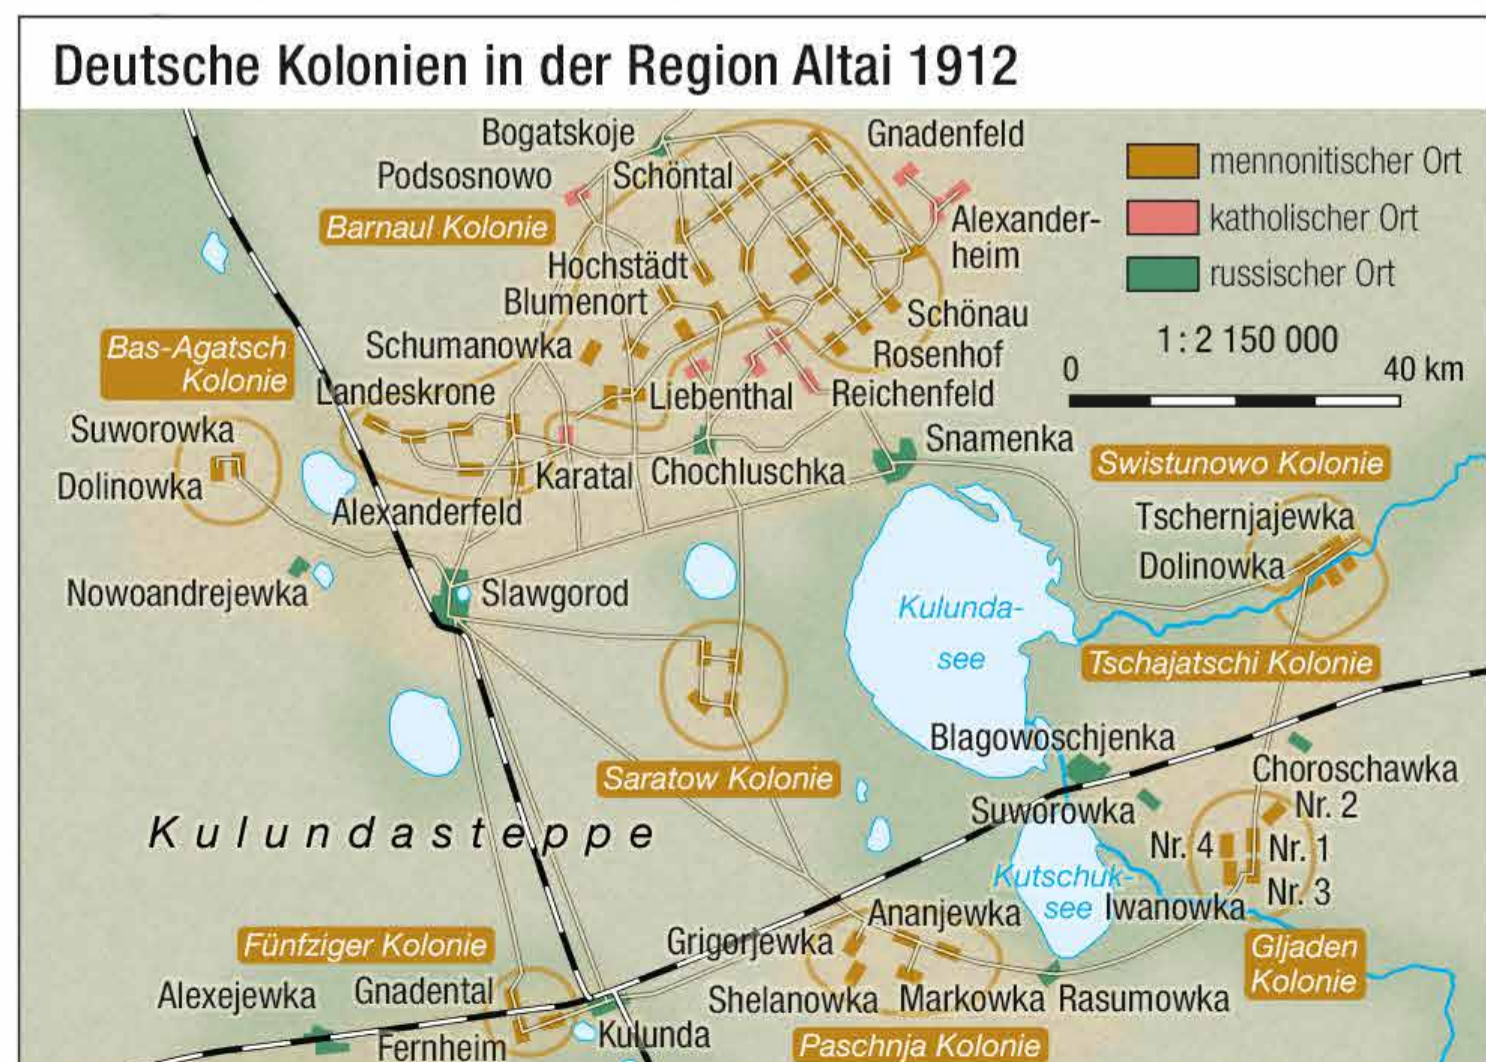 Deutsche Kolonien in der Region Altai 1912
Bogatskoje
Gnadenfeld
mennonitischer Ort
Podsosnowo
Schöntal
Barnaul Kolonie
Alexander-
heim
katholischer Ort
Hochstädt
russischer Ort
Blumenort
Schönau
1 : 2 150 000
Bas-Agatsch
Kolonie
Schumanowka
Rosenhof
0
40 km
Landeskrone
Liebenthal
Reichenfeld
Suworowka
Snamenka
Swistunowo Kolonie
Dolinowka
Karatal
Chochluschka
Alexanderfeld
Tschernjajewka
Dolinowka
Nowoandrejewka
Slawgorod
Kulunda-
see
Tschajatschi Kolonie
Blagowoschjenka
Saratow Kolonie
Choroschawka
Suworowka
Nr. 2
Kulundasteppe
Nr. 4
Nr. 1
Kutschuk-
see
Nr. 3
Iwanowka
Ananjewka
Fünfziger Kolonie
Grigorjewka
Gljaden
Kolonie
Alexejewka
Gnadental
Shelanowka
Markowka
Rasumowka
Kulunda
Fernheim
Paschnja Kolonie